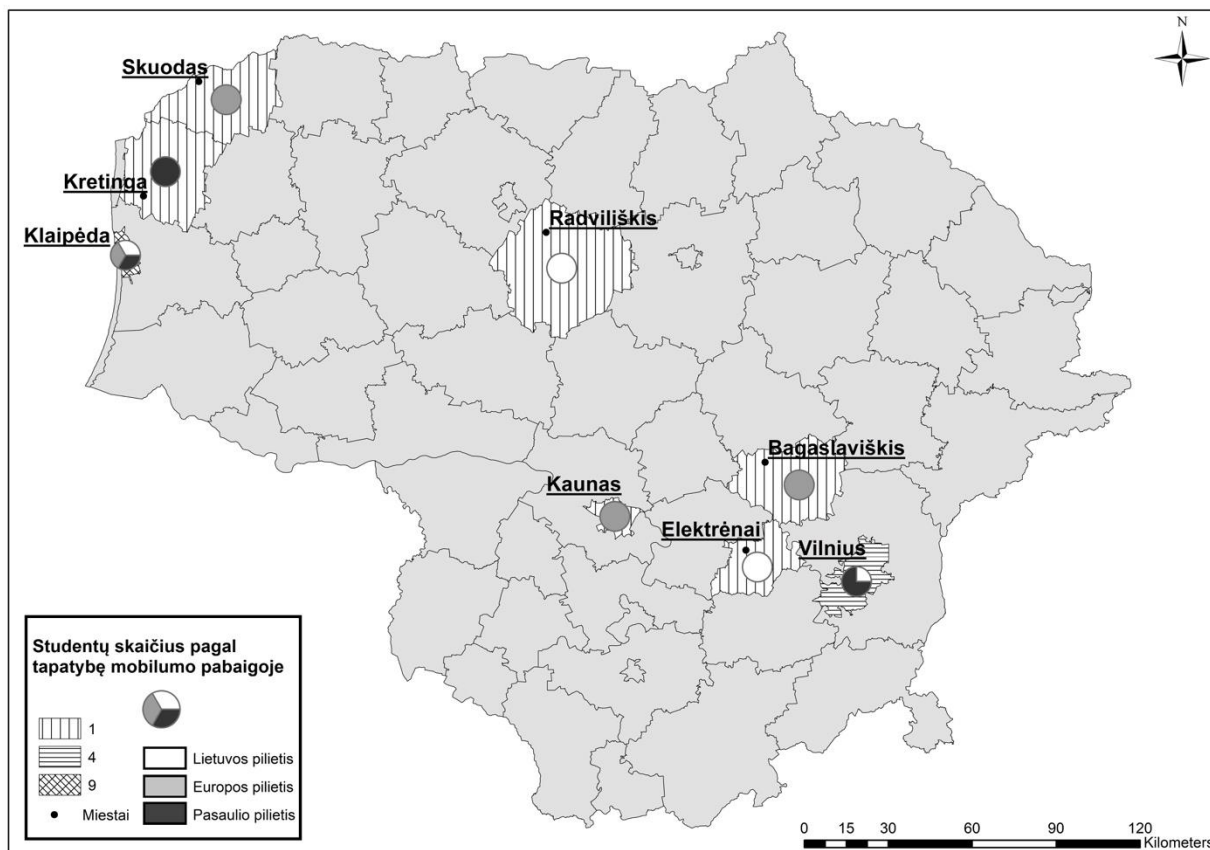 N
Skuodas
Kretinga
Klaipėda
Radviliškis
Bagaslaviškis
Kaunas
Elektrėnai
Vilnius
Studentų skaičius pagal
tapatybę mobilumo pabaigoje
1
4
9
Miestai
Lietuvos pilietis
Europos pilietis
Pasaulio pilietis
0 15 30 60 90 120
Kilometers